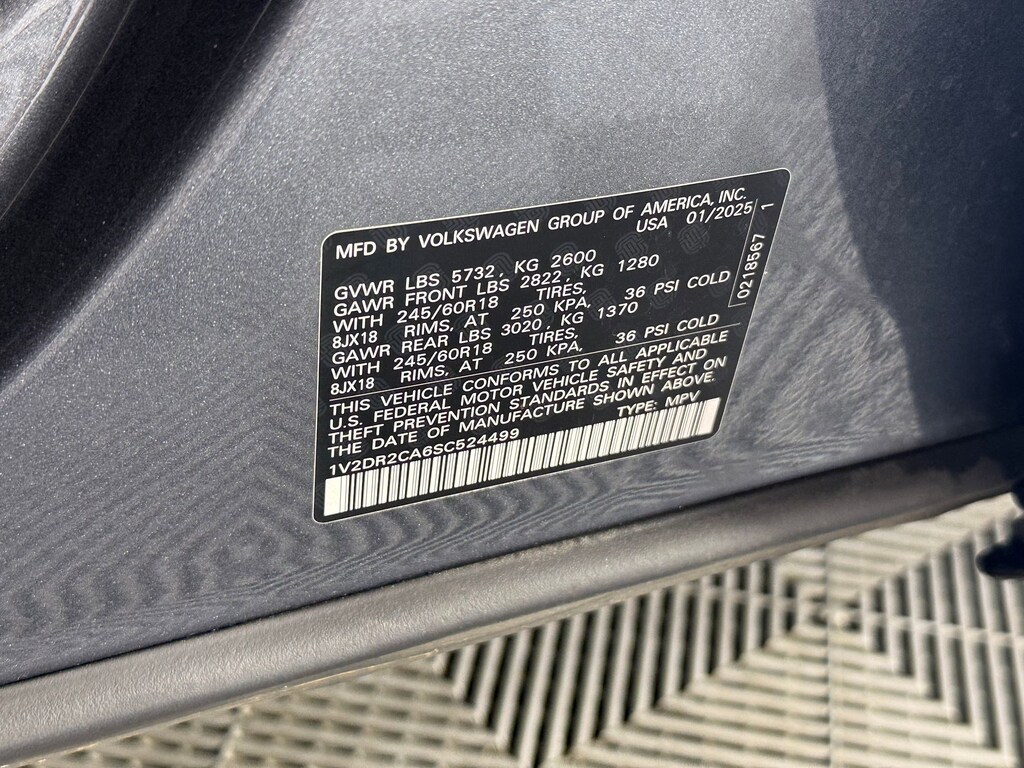 MFD BY VOLKSWAGEN GROUP OF AMERICA, INC.
USA 01/2025
GVWR LBS 5732, KG 2600
GAWR FRONT LBS 2822, KG 1280
WITH 245/60R18 TIRES,
8JX18 RIMS, AT 250 KPA, 36 PSI COLD
GAWR REAR LBS 3020, KG 1370
WITH 245/60R18 TIRES,
8JX18 RIMS, AT 250 KPA, 36 PSI COLD
THIS VEHICLE CONFORMS TO ALL APPLICABLE
U.S. FEDERAL MOTOR VEHICLE SAFETY AND
THEFT PREVENTION STANDARDS IN EFFECT ON
THE DATE OF MANUFACTURE SHOWN ABOVE.
1V2DR2CA6SC524499 TYPE: MPV
0218567 1